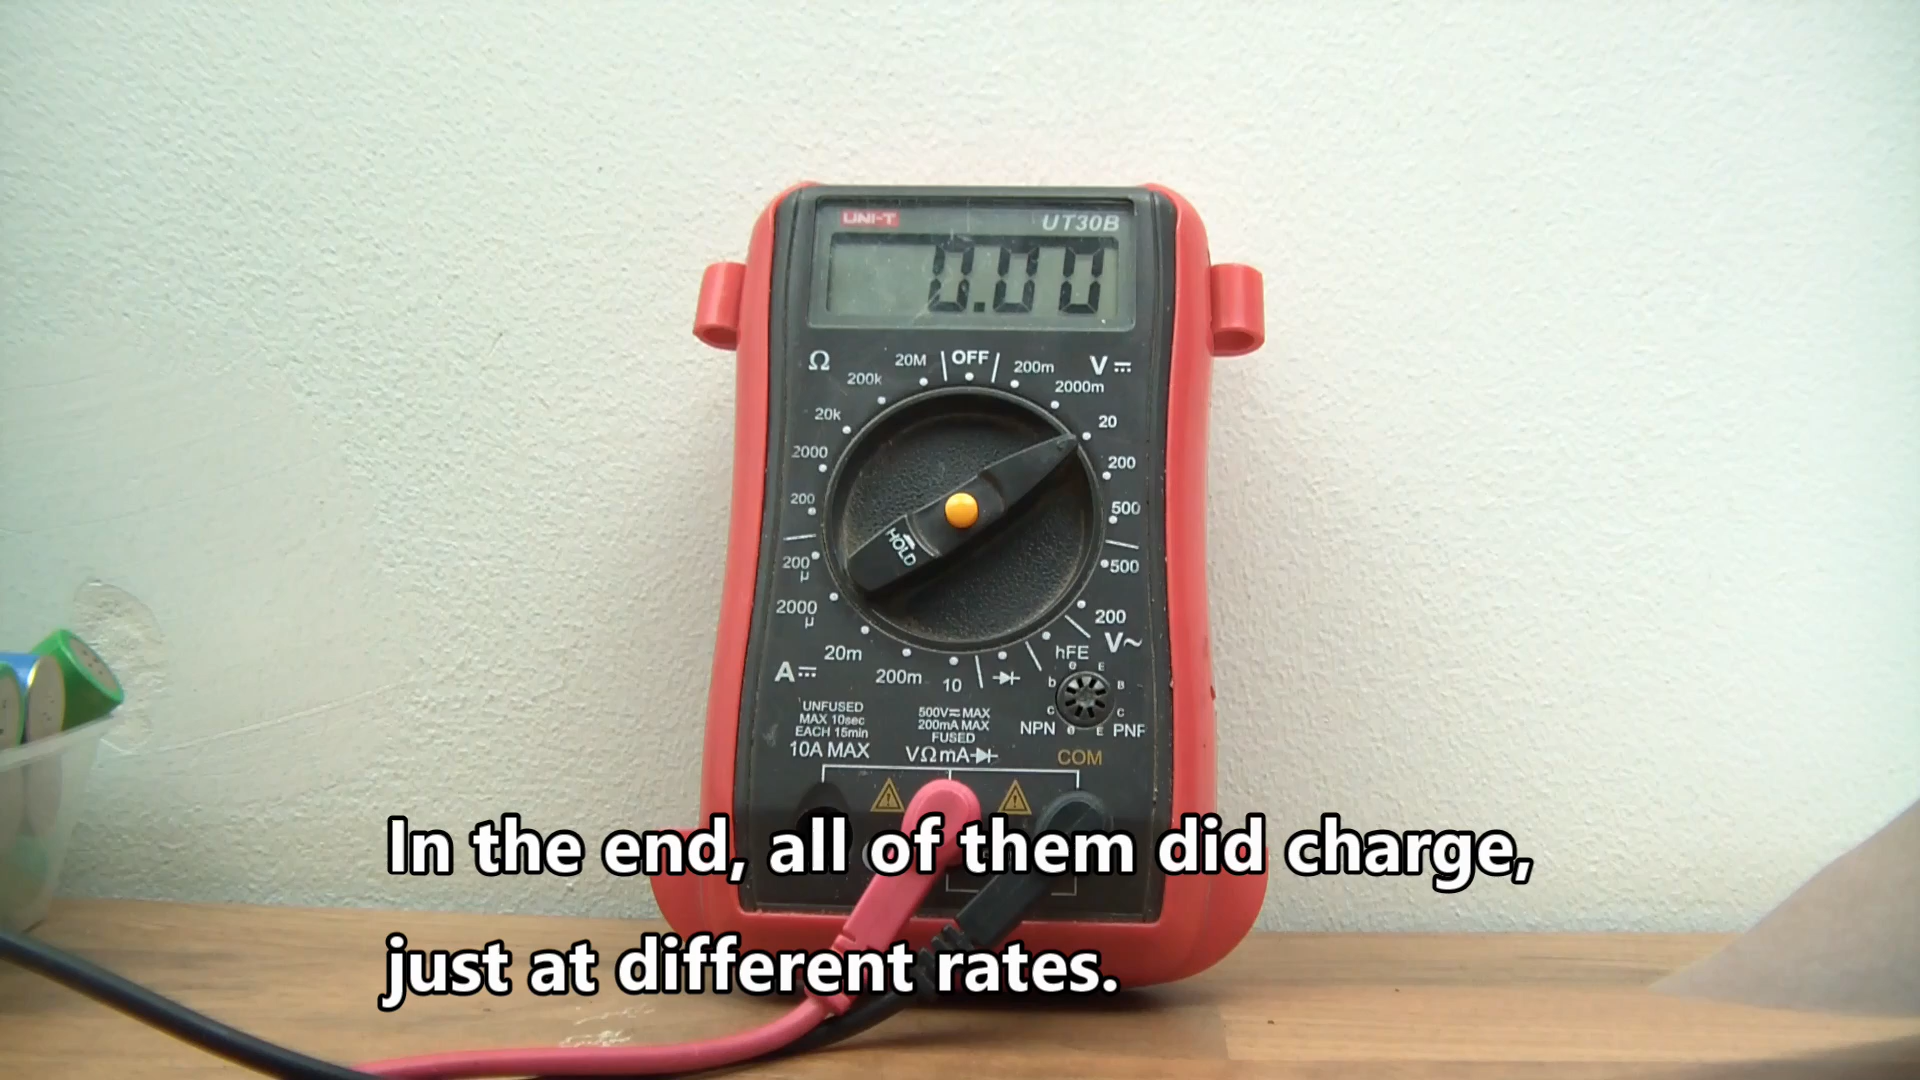 UNI-T
UT30B
0.00
Ω
20M
OFF
200m
V
200k
2000m
20k
20
2000
200
200
500
HOLD
200
μ
500
2000
μ
200
V~
20m
hFE
A
200m
10
e E
b B
c C
NPN e E PNP
UNFUSED
MAX 10sec
EACH 15min
10A MAX
500V MAX
200mA MAX
FUSED
VΩmA
COM
In the end, all of them did charge,
just at different rates.